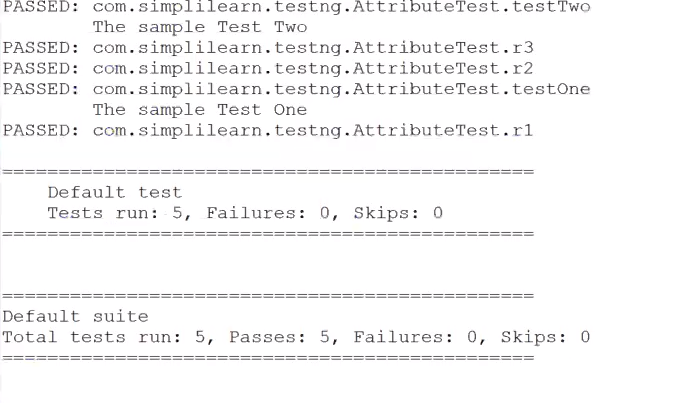 PASSED: com.simplilearn.testng.AttributeTest.testTwo
The sample Test Two
PASSED: com.simplilearn.testng.AttributeTest.r3
PASSED: com.simplilearn.testng.AttributeTest.r2
PASSED: com.simplilearn.testng.AttributeTest.testOne
The sample Test One
PASSED: com.simplilearn.testng.AttributeTest.r1
===============================================
Default test
Tests run: 5, Failures: 0, Skips: 0
===============================================
===============================================
Default suite
Total tests run: 5, Passes: 5, Failures: 0, Skips: 0
===============================================